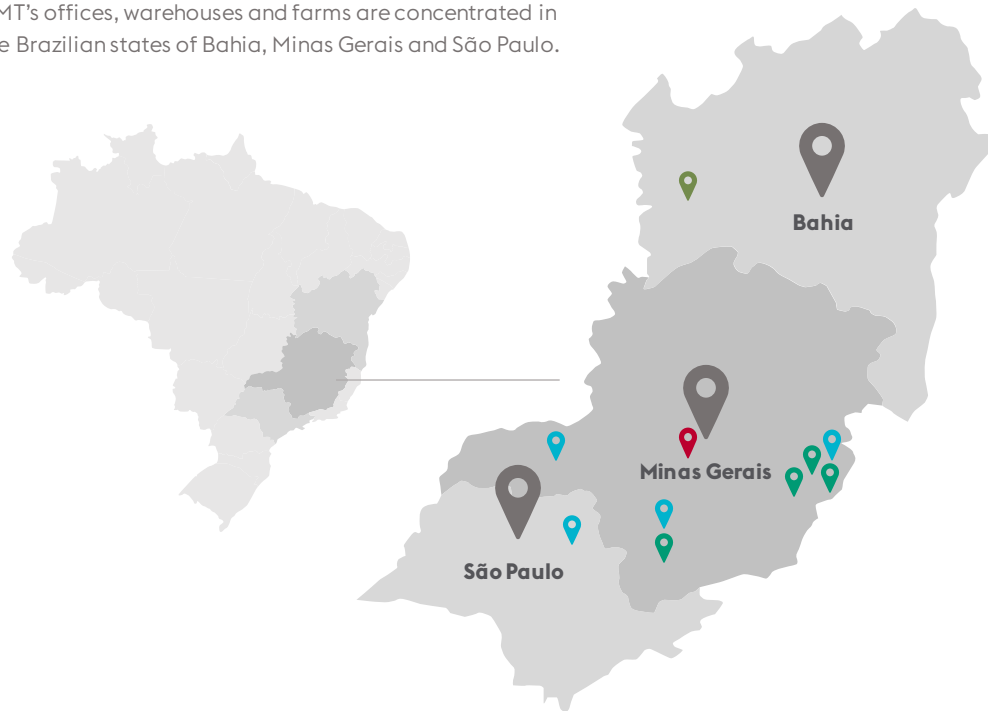 MT’s offices, warehouses and farms are concentrated in
e Brazilian states of Bahia, Minas Gerais and São Paulo.
Bahia
Minas Gerais
São Paulo